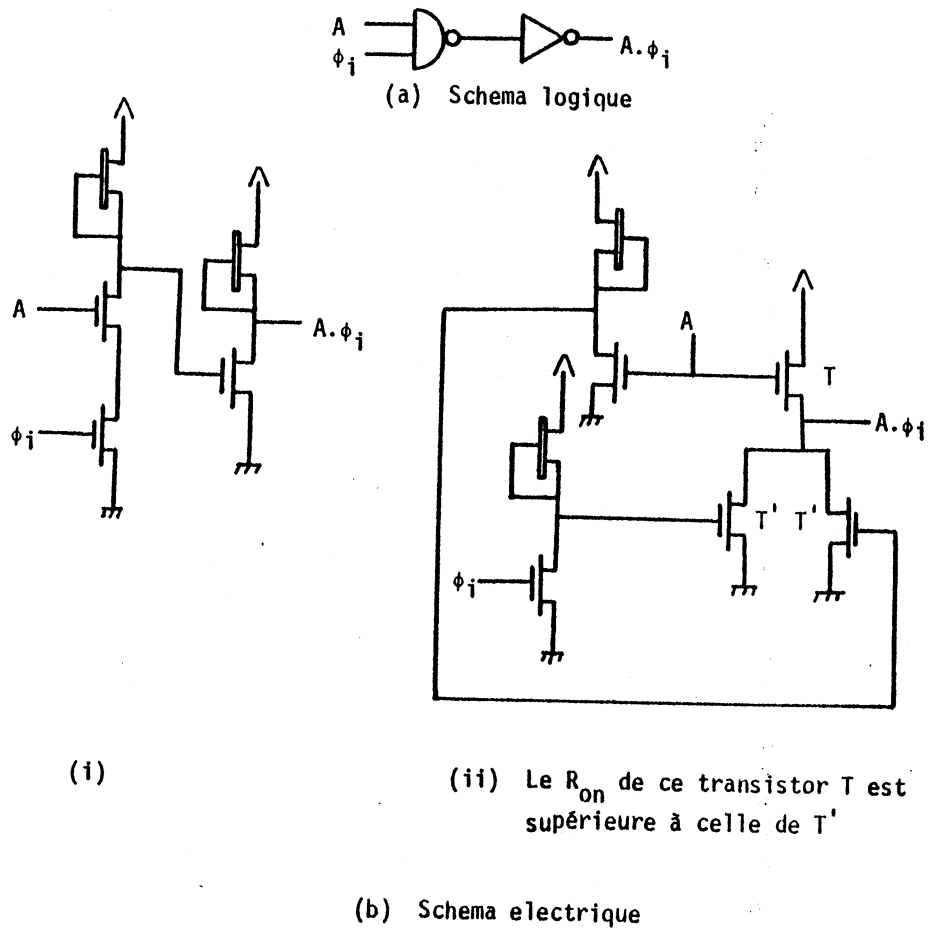 A
ϕi
A.ϕi
(a) Schema logique
A
ϕi
A.ϕi
A
T
A.ϕi
T' T'
ϕi
(i)
(ii) Le Ron de ce transistor T est
supérieure à celle de T'
(b) Schema electrique